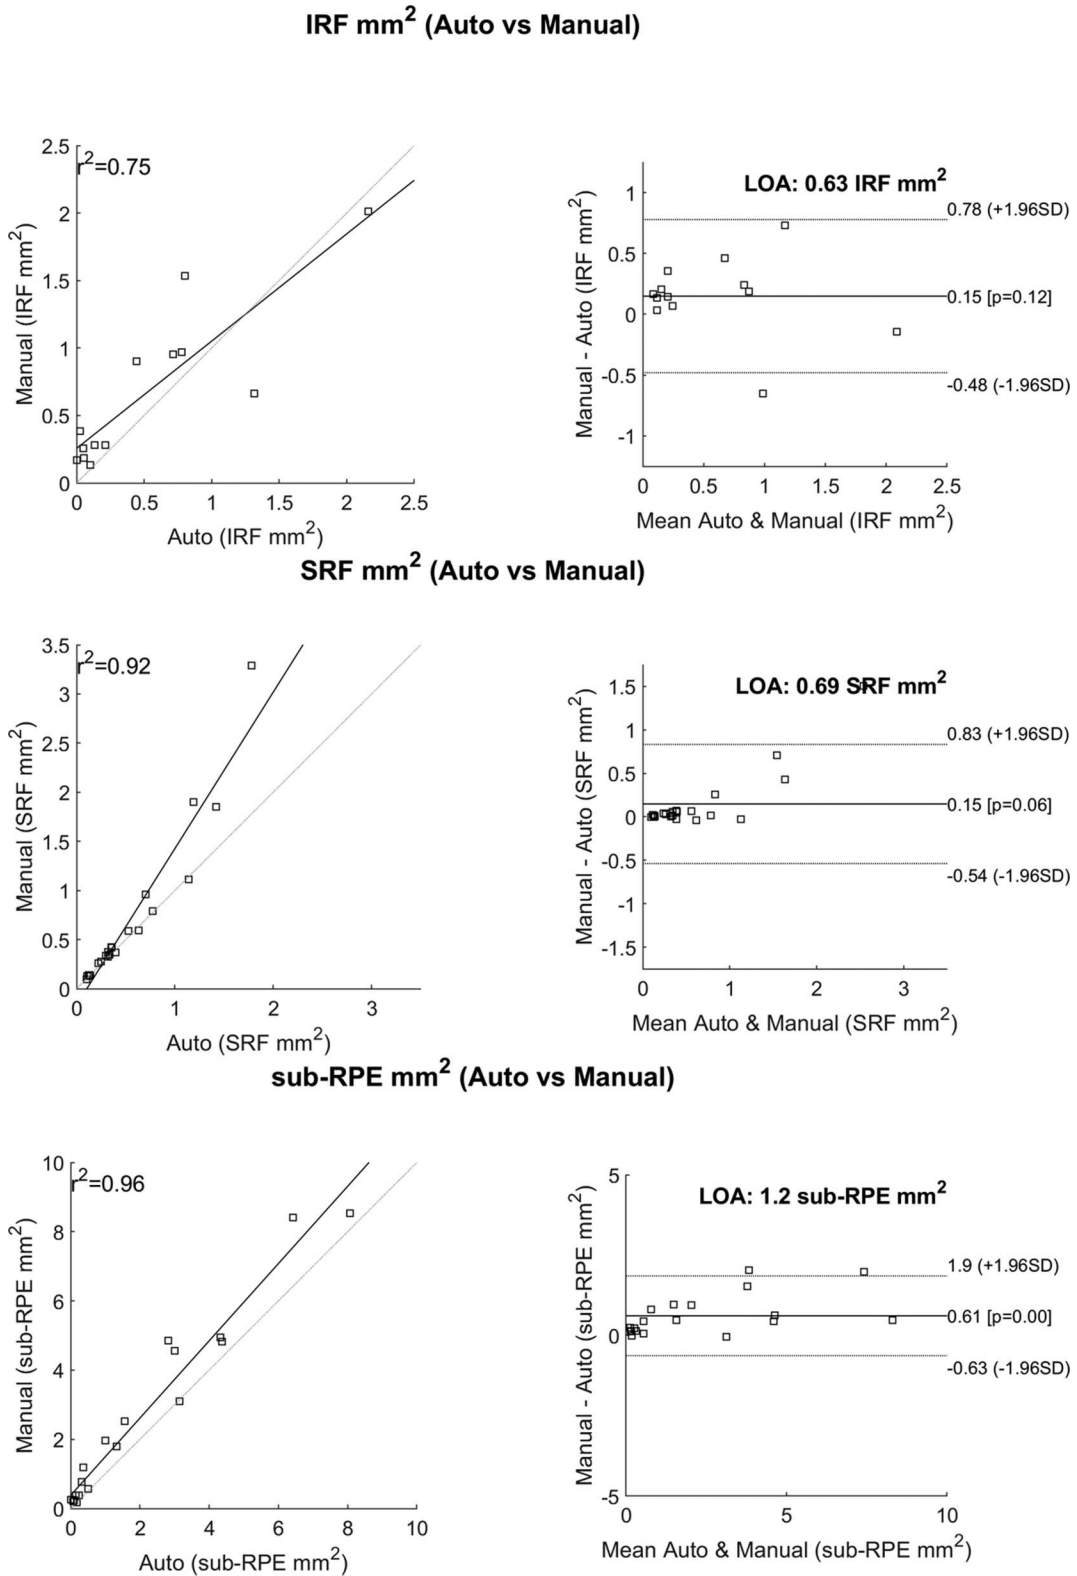 IRF mm² (Auto vs Manual)
r²=0.75
Manual (IRF mm²)
2.5
2
1.5
1
0.5
0
0 0.5 1 1.5 2 2.5
Auto (IRF mm²)
LOA: 0.63 IRF mm²
Manual - Auto (IRF mm²)
1
0.5
0
-0.5
-1
0.78 (+1.96SD)
0.15 [p=0.12]
-0.48 (-1.96SD)
0 0.5 1 1.5 2 2.5
Mean Auto & Manual (IRF mm²)
SRF mm² (Auto vs Manual)
r²=0.92
Manual (SRF mm²)
3.5
3
2.5
2
1.5
1
0.5
0
0 1 2 3
Auto (SRF mm²)
LOA: 0.69 SRF mm²
Manual - Auto (SRF mm²)
1.5
1
0.5
0
-0.5
-1
-1.5
0.83 (+1.96SD)
0.15 [p=0.06]
-0.54 (-1.96SD)
0 1 2 3
Mean Auto & Manual (SRF mm²)
sub-RPE mm² (Auto vs Manual)
r²=0.96
Manual (sub-RPE mm²)
10
8
6
4
2
0
0 2 4 6 8 10
Auto (sub-RPE mm²)
LOA: 1.2 sub-RPE mm²
Manual - Auto (sub-RPE mm²)
5
0
-5
1.9 (+1.96SD)
0.61 [p=0.00]
-0.63 (-1.96SD)
0 5 10
Mean Auto & Manual (sub-RPE mm²)